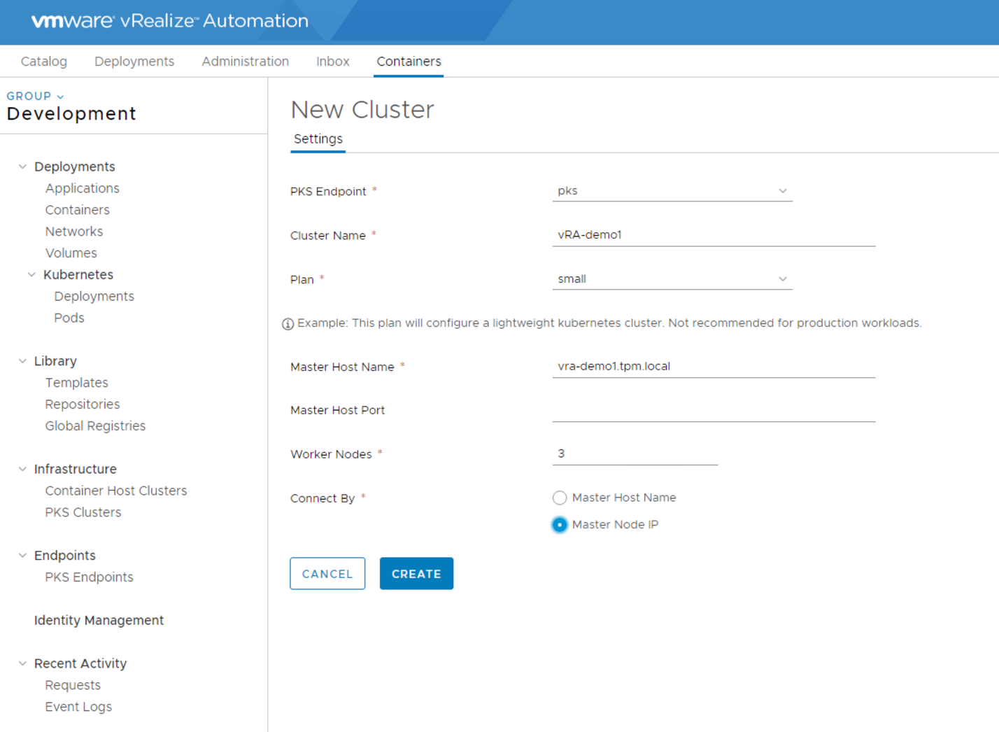 vmware® vRealize™ Automation
Catalog Deployments Administration Inbox Containers
GROUP
Development
Deployments
Applications
Containers
Networks
Volumes
Kubernetes
Deployments
Pods
Library
Templates
Repositories
Global Registries
Infrastructure
Container Host Clusters
PKS Clusters
Endpoints
PKS Endpoints
Identity Management
Recent Activity
Requests
Event Logs
New Cluster
Settings
PKS Endpoint * pks
Cluster Name * vRA-demo1
Plan * small
Example: This plan will configure a lightweight kubernetes cluster. Not recommended for production workloads.
Master Host Name * vra-demo1.tpm.local
Master Host Port
Worker Nodes * 3
Connect By * Master Host Name
Master Node IP
CANCEL CREATE